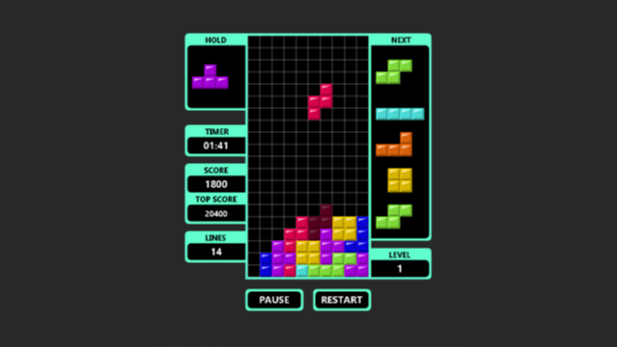 HOLD
NEXT
TIMER
01:41
SCORE
1800
TOP SCORE
20400
LINES
14
LEVEL
1
PAUSE
RESTART